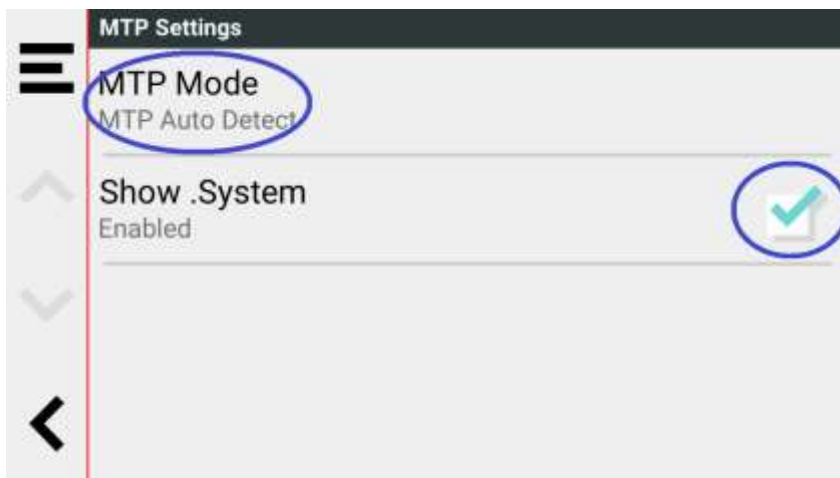 MTP Settings
MTP Mode
MTP Auto Detect
Show .System
Enabled